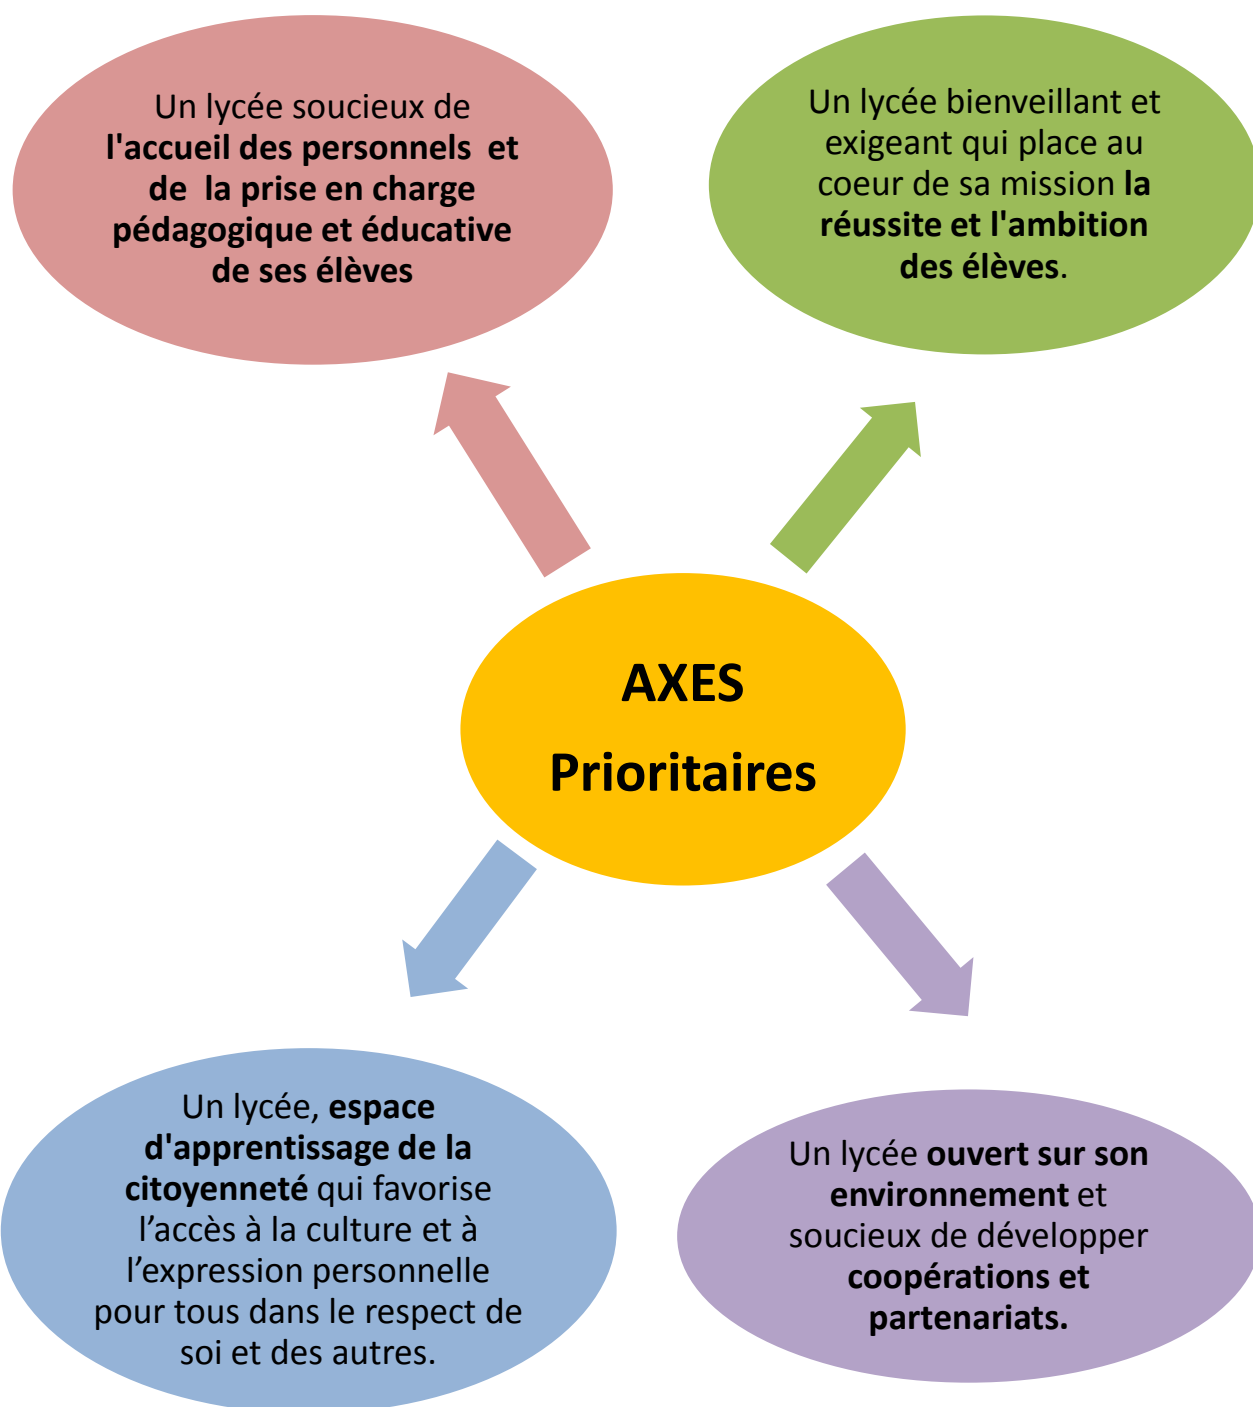 Un lycée soucieux de
l'accueil des personnels et
de la prise en charge
pédagogique et éducative
de ses élèves
Un lycée bienveillant et
exigeant qui place au
coeur de sa mission la
réussite et l'ambition
des élèves.
AXES
Prioritaires
Un lycée, espace
d'apprentissage de la
citoyenneté qui favorise
l’accès à la culture et à
l’expression personnelle
pour tous dans le respect de
soi et des autres.
Un lycée ouvert sur son
environnement et
soucieux de développer
coopérations et
partenariats.